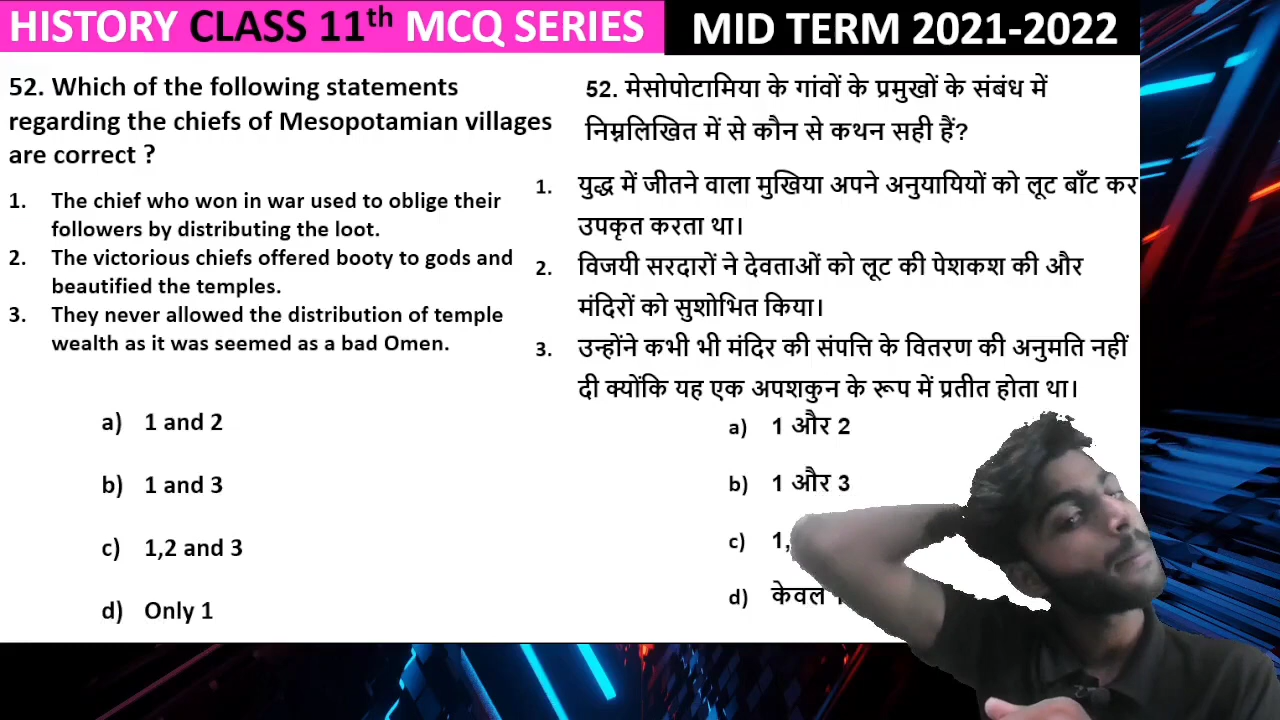 HISTORY CLASS 11th MCQ SERIES
MID TERM 2021-2022
52. Which of the following statements
regarding the chiefs of Mesopotamian villages
are correct ?
1. The chief who won in war used to oblige their
followers by distributing the loot.
2. The victorious chiefs offered booty to gods and
beautified the temples.
3. They never allowed the distribution of temple
wealth as it was seemed as a bad Omen.
a) 1 and 2
b) 1 and 3
c) 1,2 and 3
d) Only 1
52. मेसोपोटामिया के गांवों के प्रमुखों के संबंध में
निम्नलिखित में से कौन से कथन सही हैं?
1. युद्ध में जीतने वाला मुखिया अपने अनुयायियों को लूट बाँट कर
उपकृत करता था।
2. विजयी सरदारों ने देवताओं को लूट की पेशकश की और
मंदिरों को सुशोभित किया।
3. उन्होंने कभी भी मंदिर की संपत्ति के वितरण की अनुमति नहीं
दी क्योंकि यह एक अपशकुन के रूप में प्रतीत होता था।
a) 1 और 2
b) 1 और 3
c) 1,
d) केवल